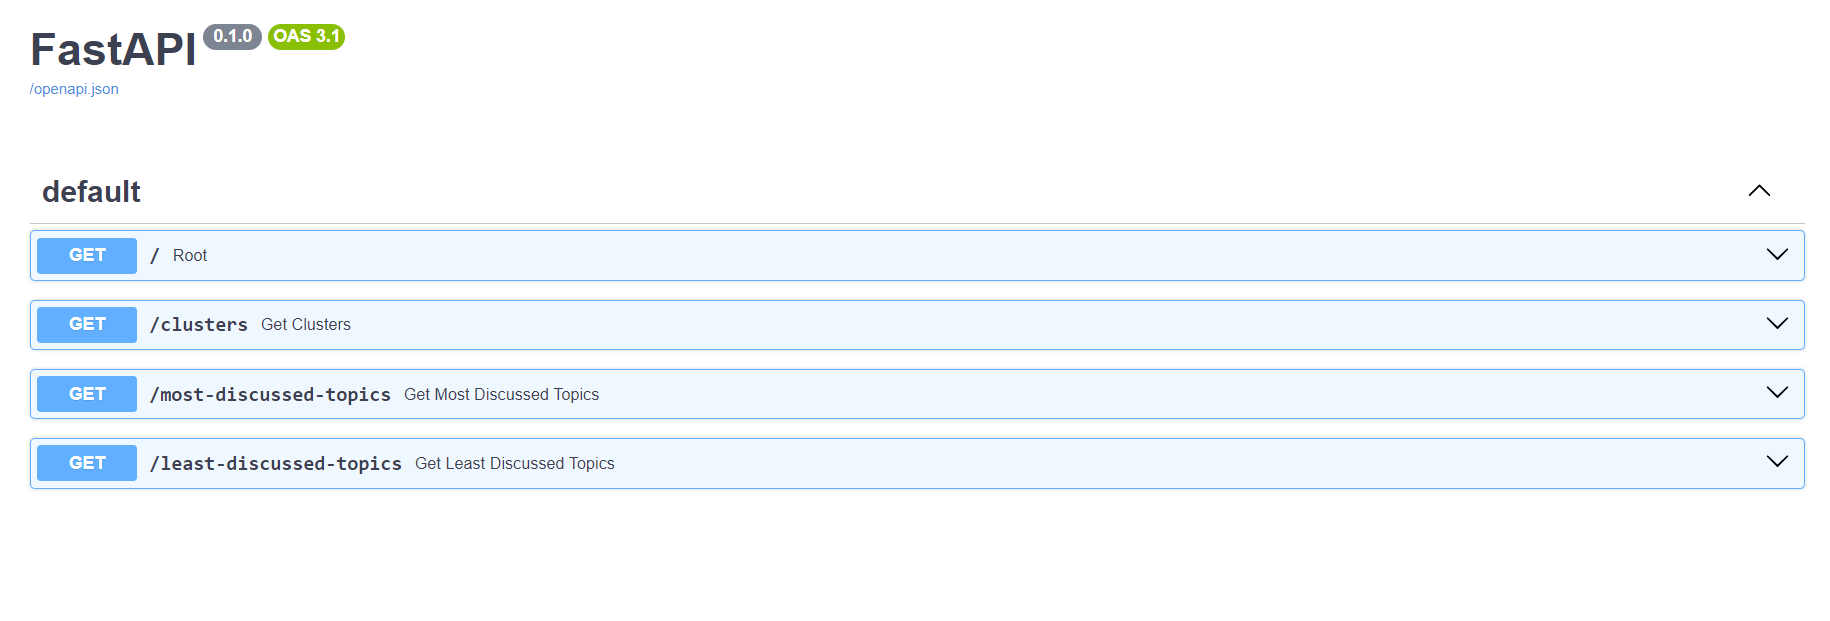 FastAPI 0.1.0 OAS 3.1
/openapi.json
default
GET / Root
GET /clusters Get Clusters
GET /most-discussed-topics Get Most Discussed Topics
GET /least-discussed-topics Get Least Discussed Topics